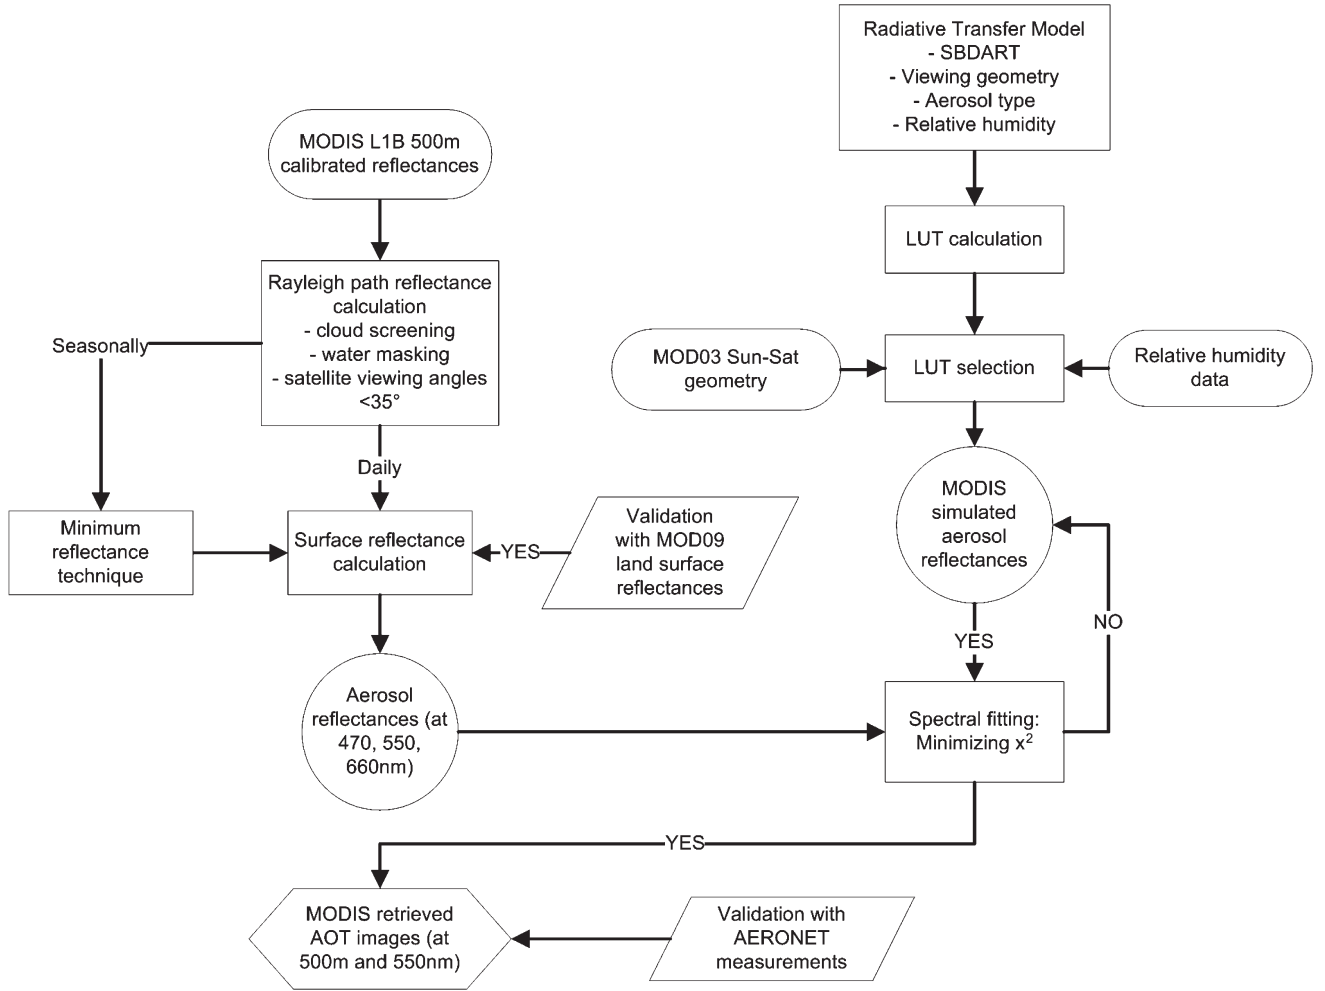 Radiative Transfer Model
- SBDART
- Viewing geometry
- Aerosol type
- Relative humidity
MODIS L1B 500m
calibrated reflectances
LUT calculation
Rayleigh path reflectance
calculation
- cloud screening
- water masking
- satellite viewing angles
<35°
Seasonally
MOD03 Sun-Sat
geometry
LUT selection
Relative humidity
data
Daily
MODIS
simulated
aerosol
reflectances
Minimum
reflectance
technique
Surface reflectance
calculation
YES
Validation
with MOD09
land surface
reflectances
NO
YES
Aerosol
reflectances (at
470, 550,
660nm)
Spectral fitting:
Minimizing x²
YES
MODIS retrieved
AOT images (at
500m and 550nm)
Validation with
AERONET
measurements